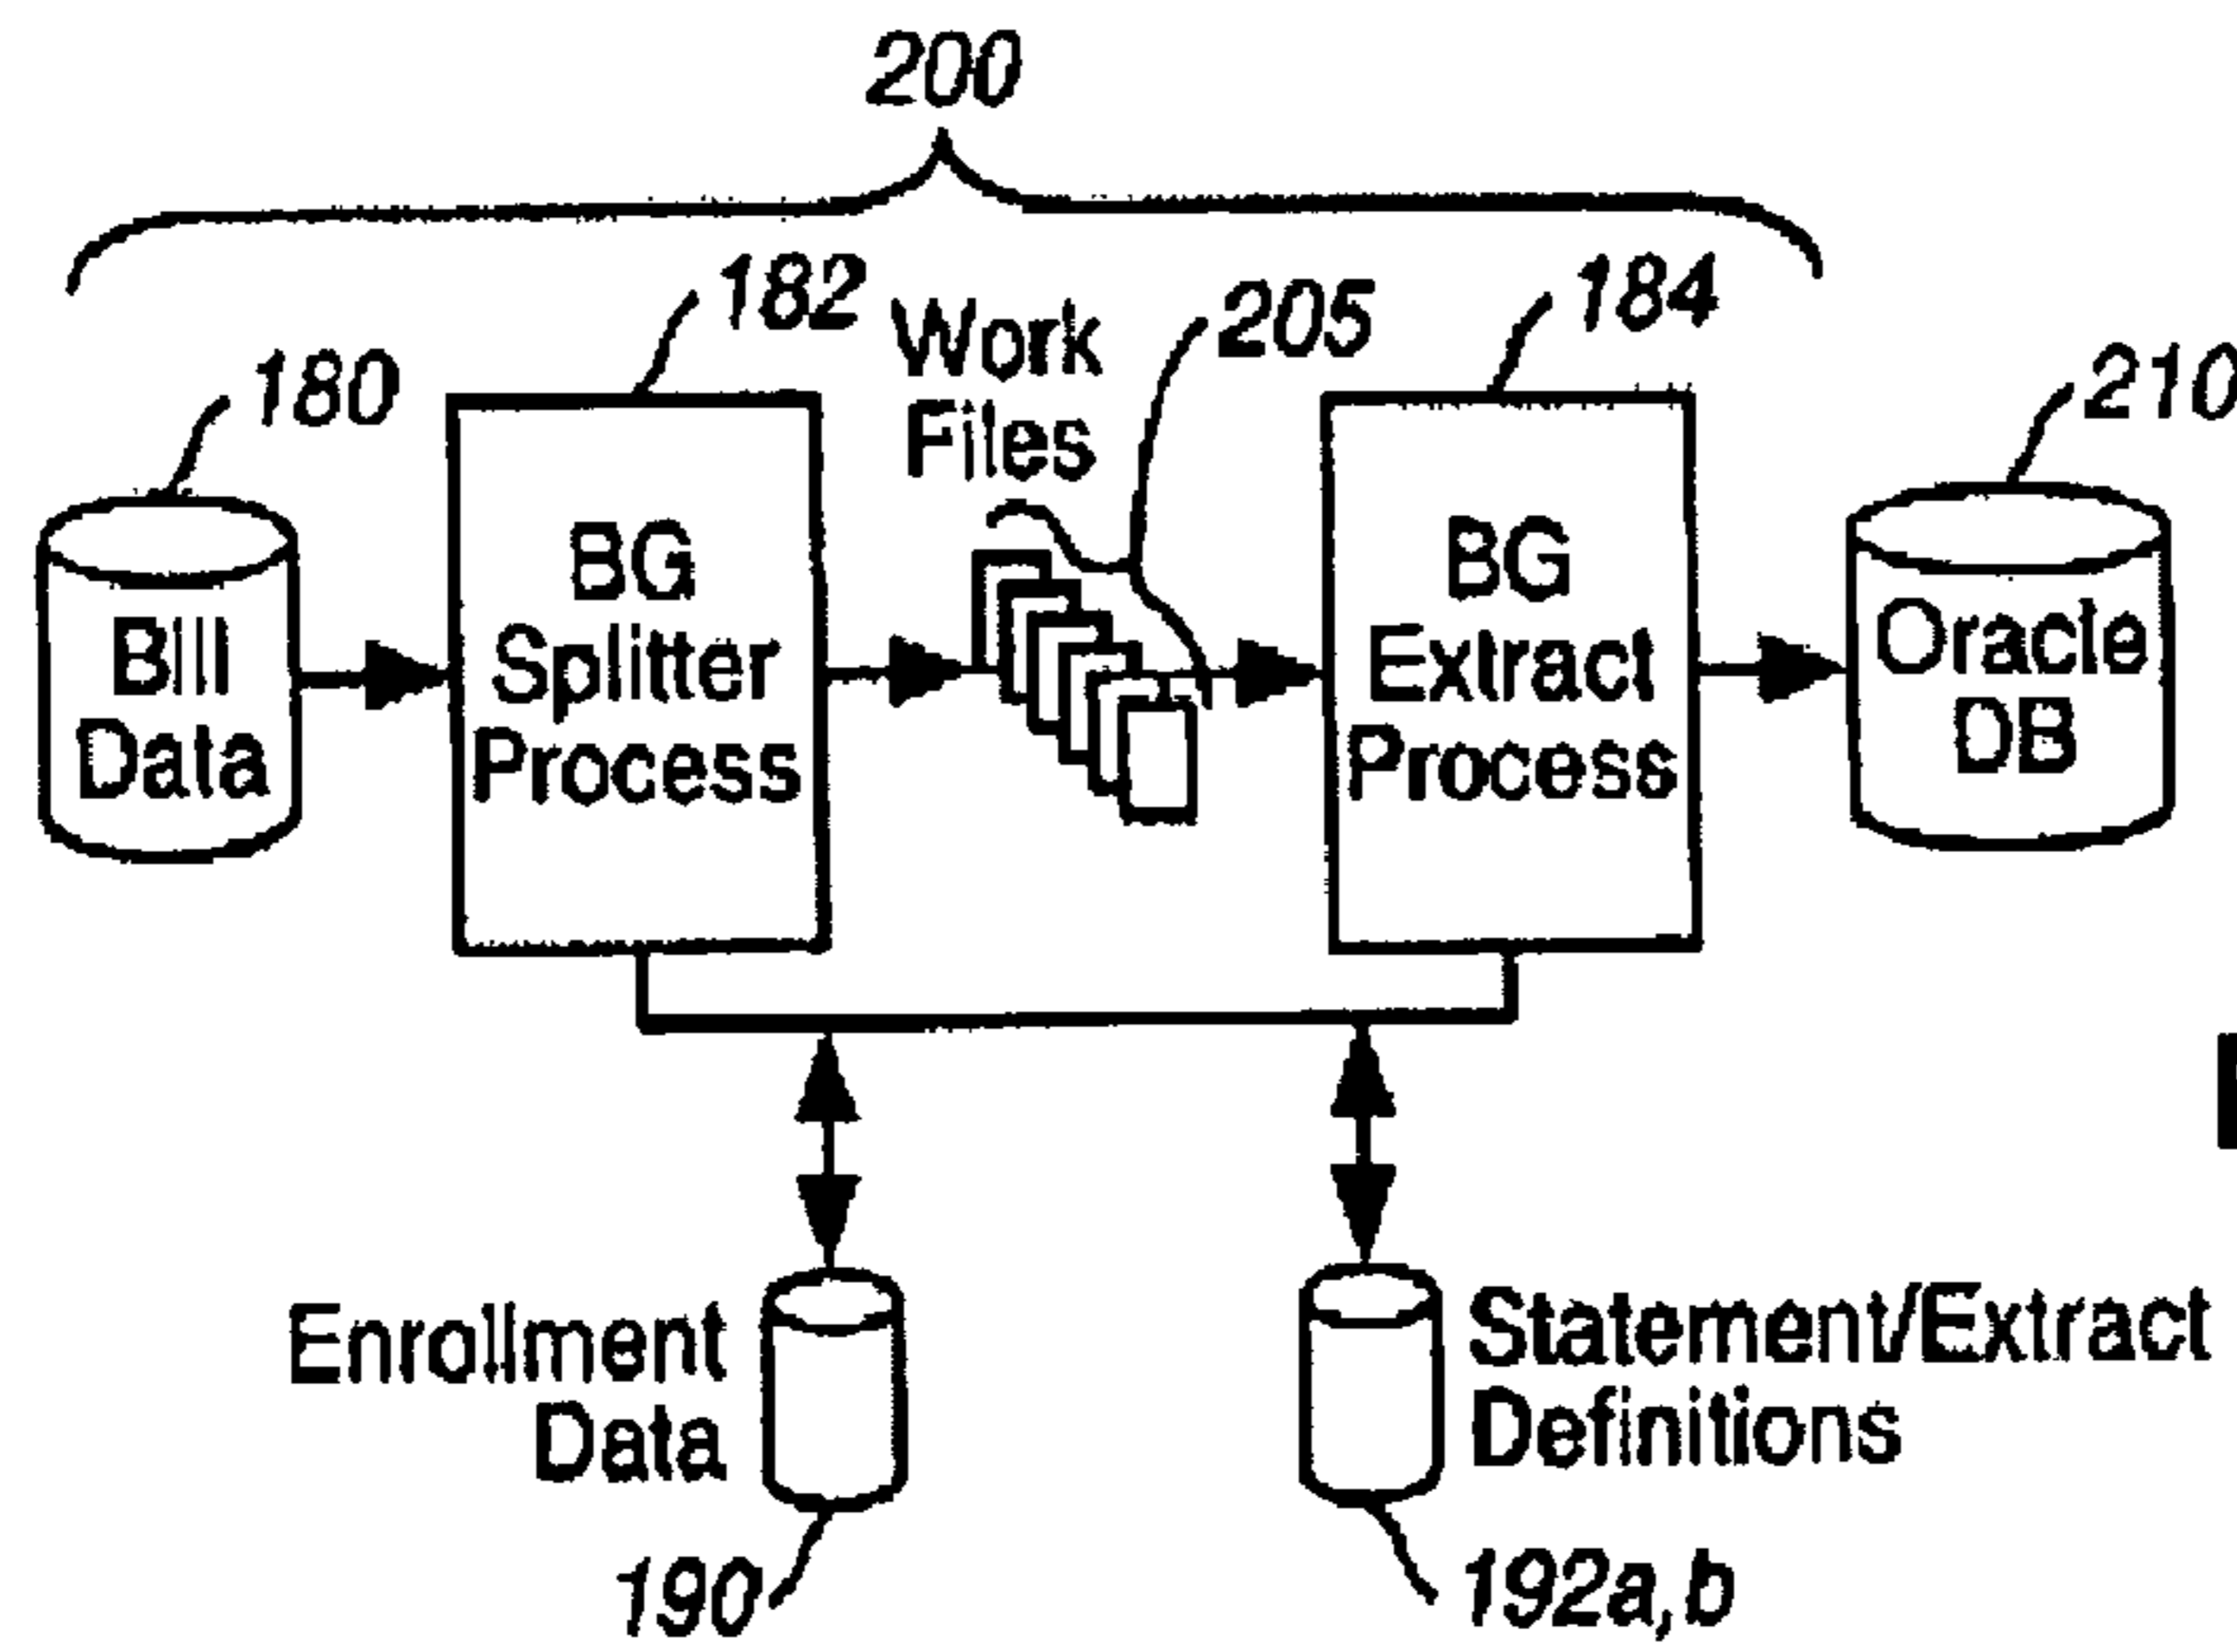 200
182
Work
Files
205
184
180
210
Bill
Data
BG
Splitter
Process
BG
Extract
Process
Oracle
DB
Enrollment
Data
Statement/Extract
Definitions
190
192a,b